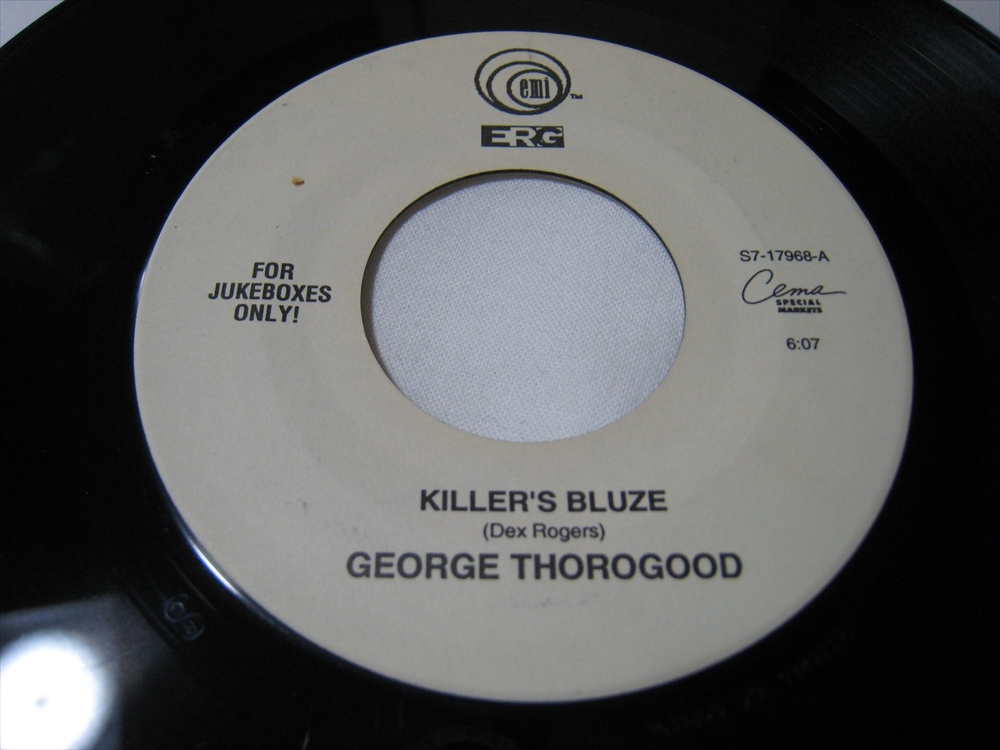 emi TM
ERG
FOR
JUKEBOXES
ONLY!
S7-17968-A
Cema
SPECIAL
MARKETS
6:07
KILLER'S BLUZE
(Dex Rogers)
GEORGE THOROGOOD